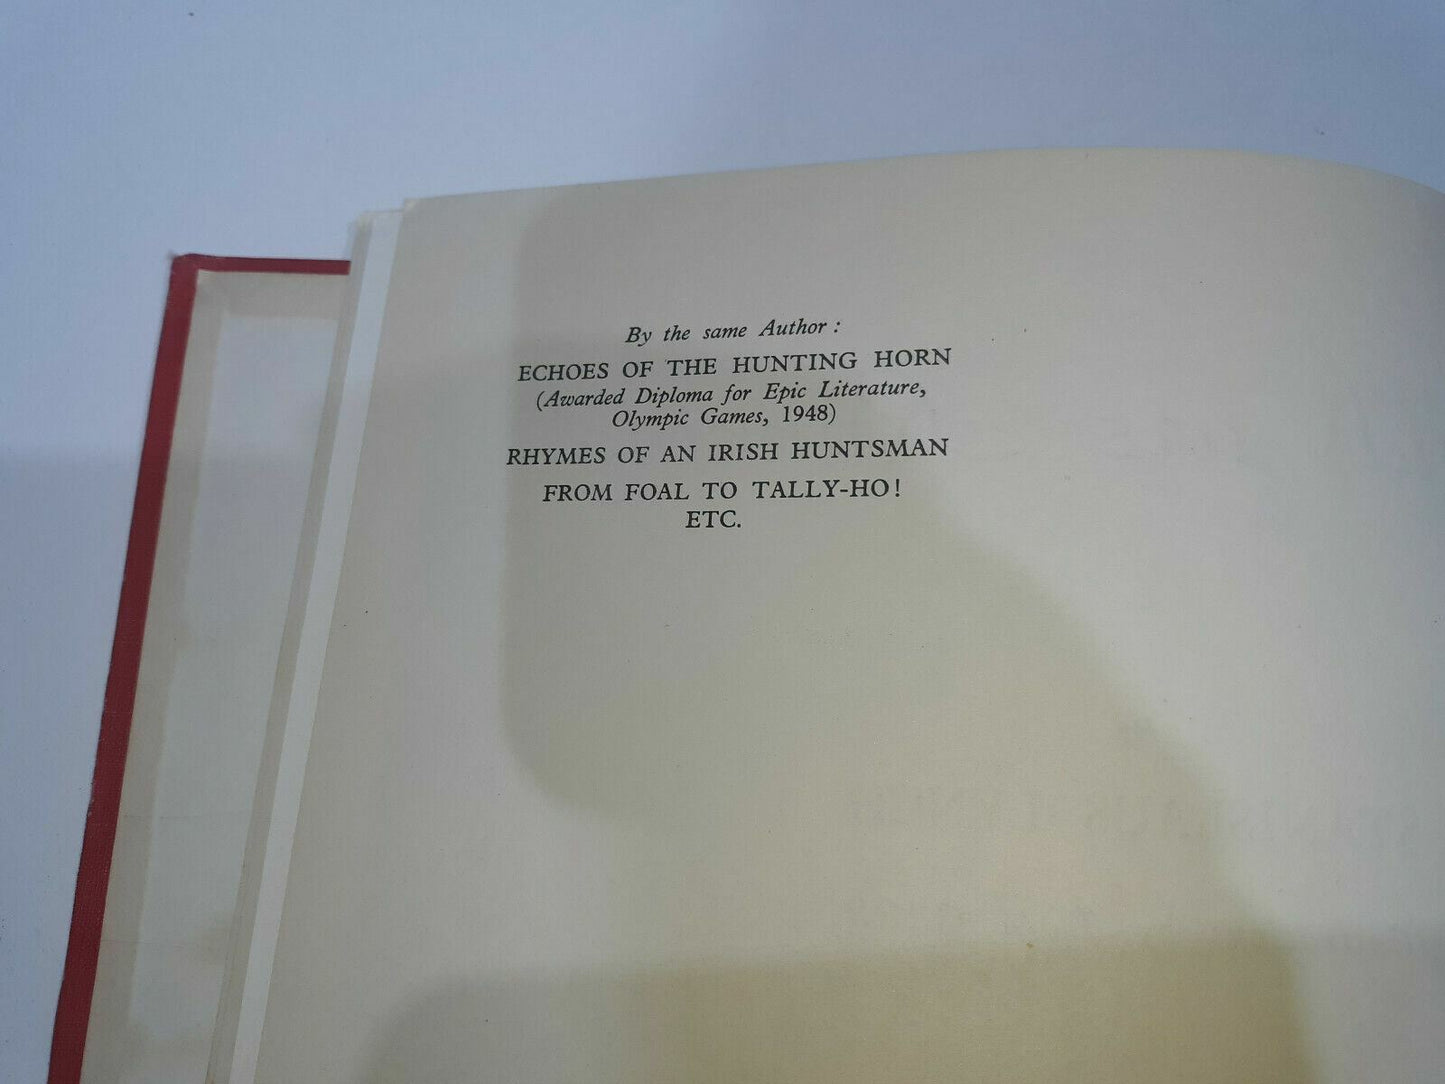 By the same Author :
ECHOES OF THE HUNTING HORN
(Awarded Diploma for Epic Literature,
Olympic Games, 1948)
RHYMES OF AN IRISH HUNTSMAN
FROM FOAL TO TALLY-HO!
ETC.